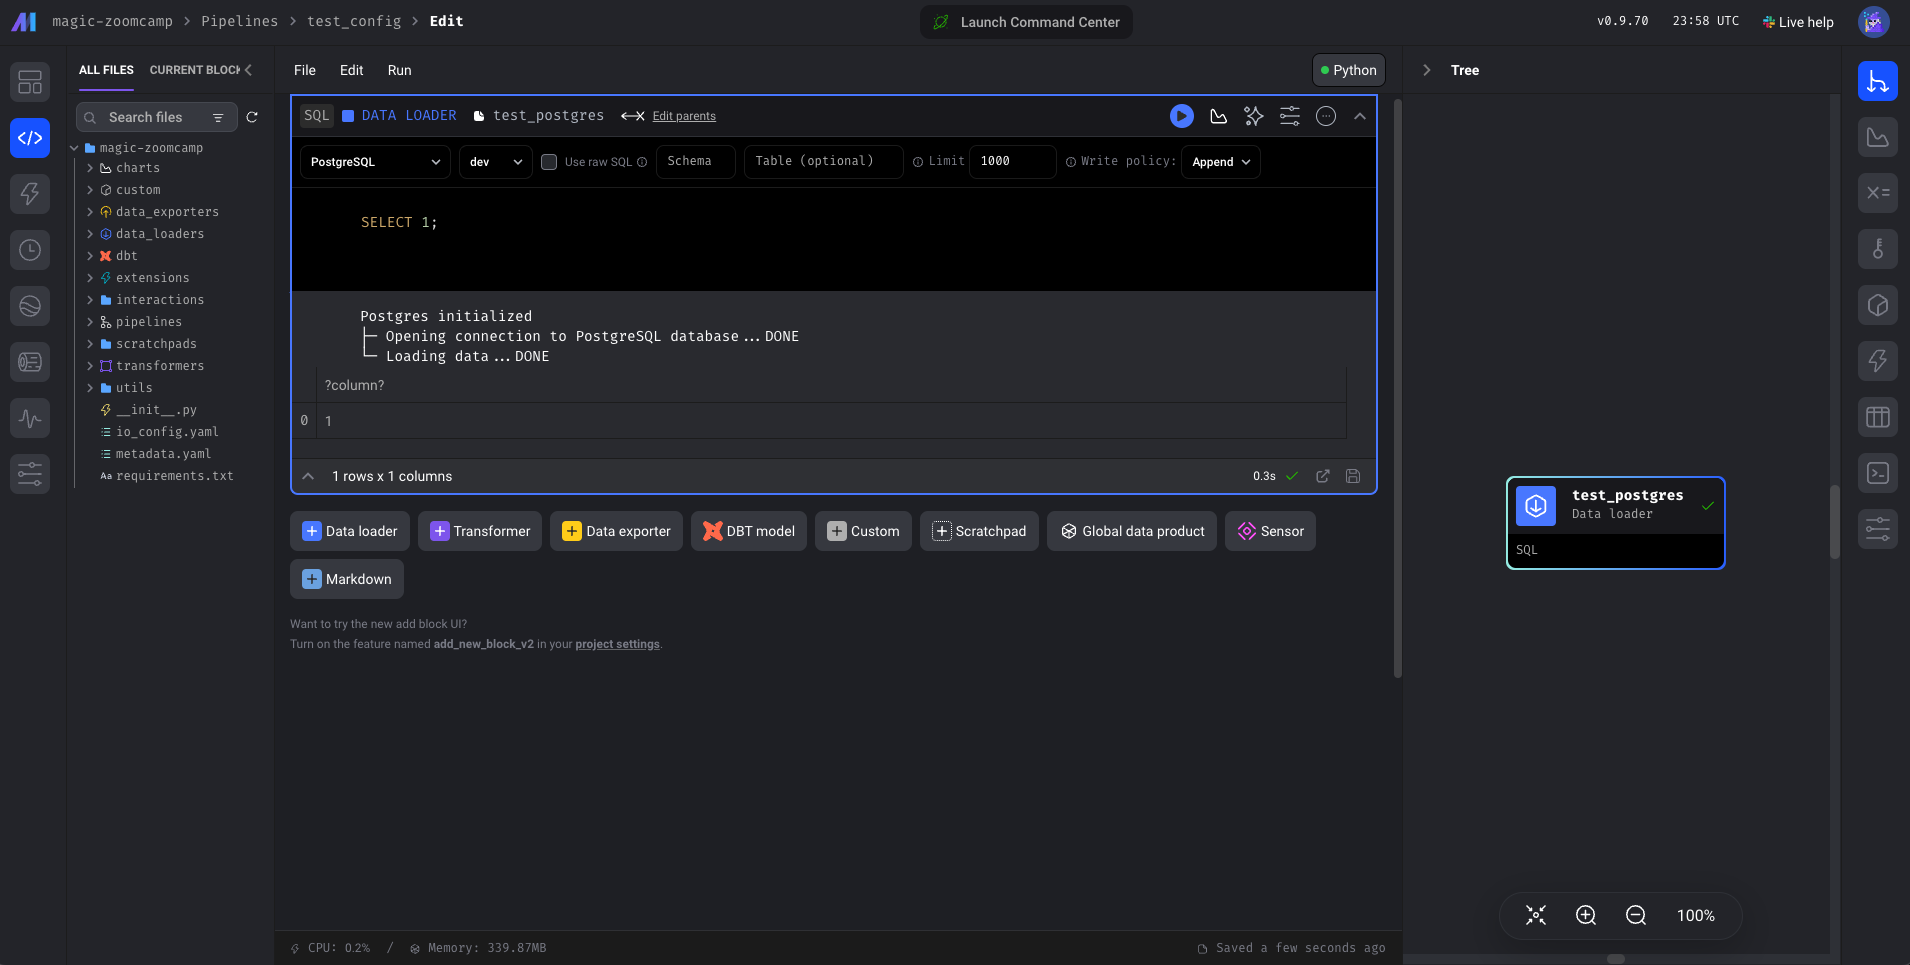 magic-zoomcamp > Pipelines > test_config > Edit
Launch Command Center
v0.9.70 23:58 UTC Live help
ALL FILES CURRENT BLOCK
File Edit Run
Python
Tree
Search files
SQL DATA LOADER test_postgres Edit parents
PostgreSQL dev Use raw SQL Schema Table (optional) Limit 1000 Write policy: Append
magic-zoomcamp
charts
custom
data_exporters
data_loaders
dbt
extensions
interactions
pipelines
scratchpads
transformers
utils
__init__.py
io_config.yaml
metadata.yaml
requirements.txt
SELECT 1;
Postgres initialized
├─ Opening connection to PostgreSQL database...DONE
└─ Loading data...DONE
?column?
0 1
1 rows x 1 columns
0.3s
Data loader Transformer Data exporter DBT model Custom Scratchpad Global data product Sensor
Markdown
Want to try the new add block UI?
Turn on the feature named add_new_block_v2 in your project settings.
test_postgres
Data loader
SQL
100%
CPU: 0.2% / Memory: 339.87MB
Saved a few seconds ago